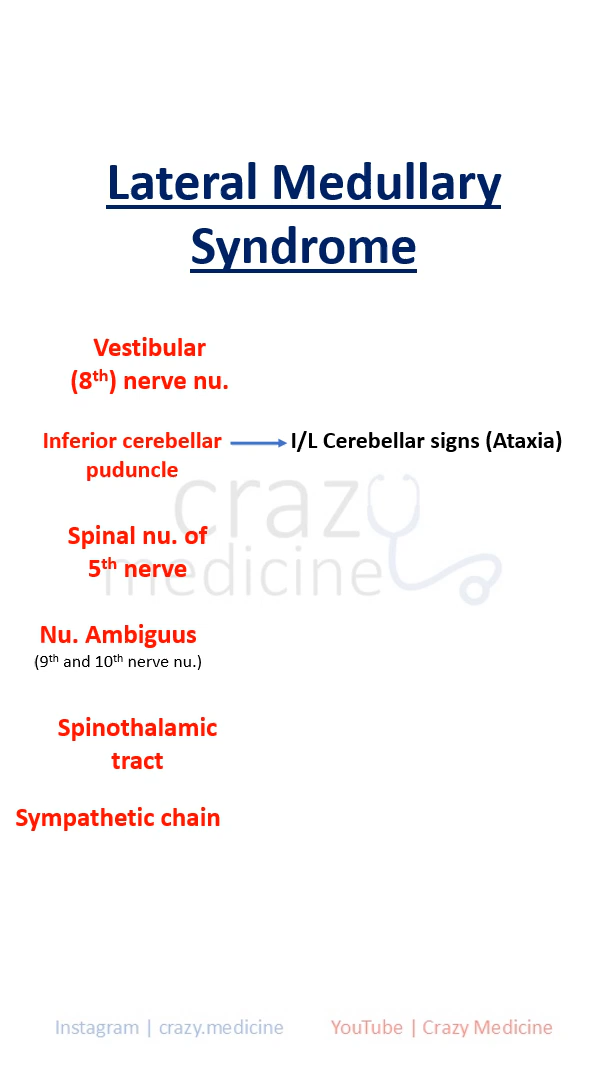 Lateral Medullary
Syndrome
Vestibular
(8th) nerve nu.
Inferior cerebellar
puduncle
I/L Cerebellar signs (Ataxia)
crazy
medicine
Spinal nu. of
5th nerve
Nu. Ambiguus
(9th and 10th nerve nu.)
Spinothalamic
tract
Sympathetic chain
Instagram | crazy.medicine
YouTube | Crazy Medicine